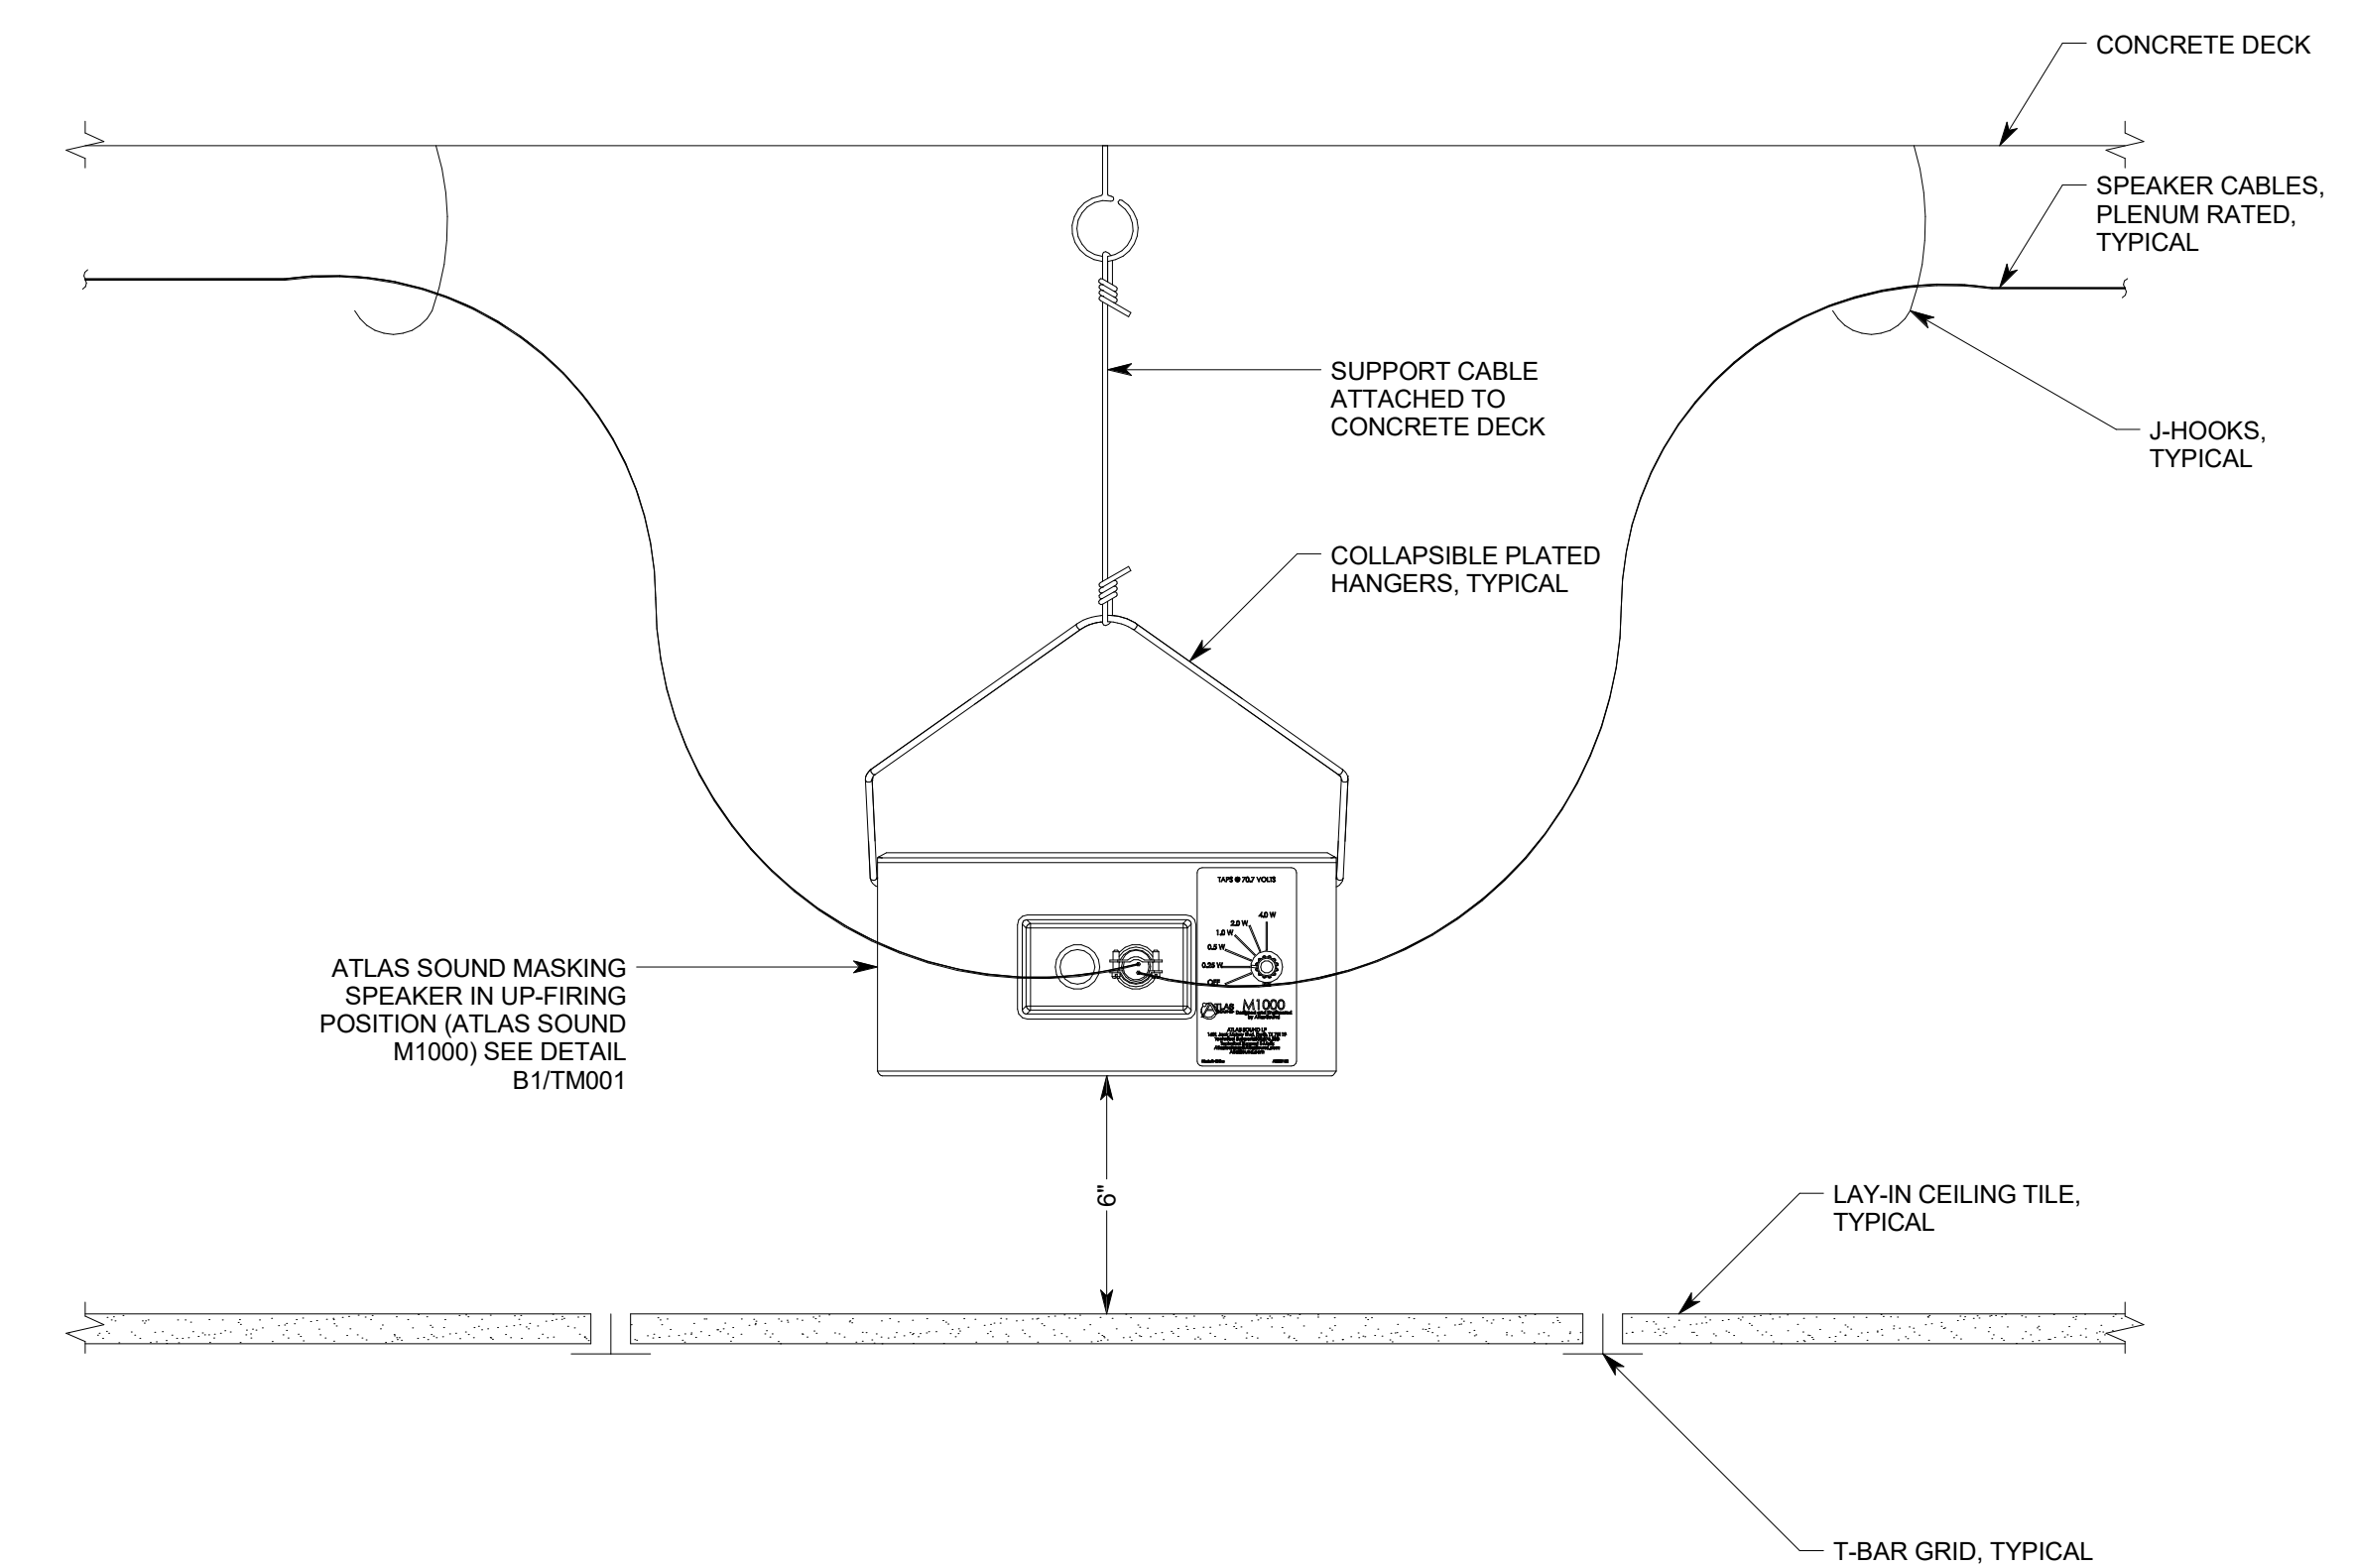 CONCRETE DECK
SPEAKER CABLES,
PLENUM RATED,
TYPICAL
SUPPORT CABLE
ATTACHED TO
CONCRETE DECK
J-HOOKS,
TYPICAL
COLLAPSIBLE PLATED
HANGERS, TYPICAL
TAPS @ 70.7 VOLTS
4.0 W
2.0 W
1.0 W
0.5 W
0.25 W
OFF
M1000
ATLAS SOUND MASKING
SPEAKER IN UP-FIRING
POSITION (ATLAS SOUND
M1000) SEE DETAIL
B1/TM001
6"
LAY-IN CEILING TILE,
TYPICAL
T-BAR GRID, TYPICAL